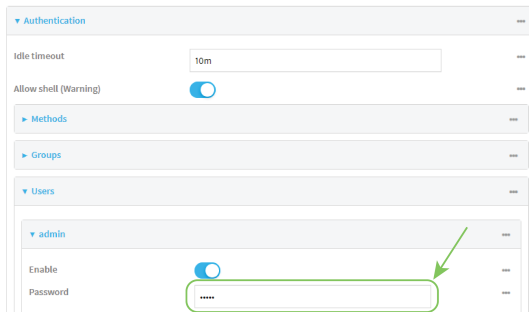 Authentication
Idle timeout
10m
Allow shell (Warning)
Methods
Groups
Users
admin
Enable
Password
•••••